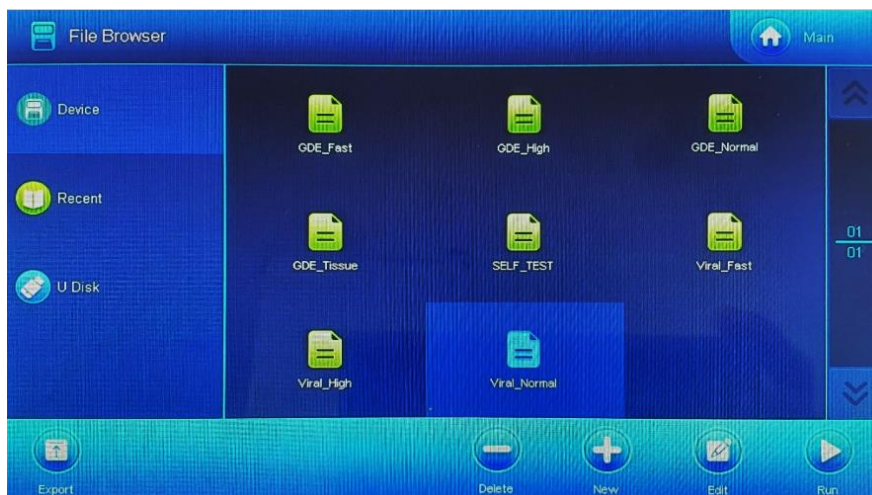 File Browser
Main
Device
Recent
U Disk
GDE_Fast
GDE_High
GDE_Normal
GDE_Tissue
SELF_TEST
Viral_Fast
Viral_High
Viral_Normal
01
01
Export
Delete
New
Edit
Run